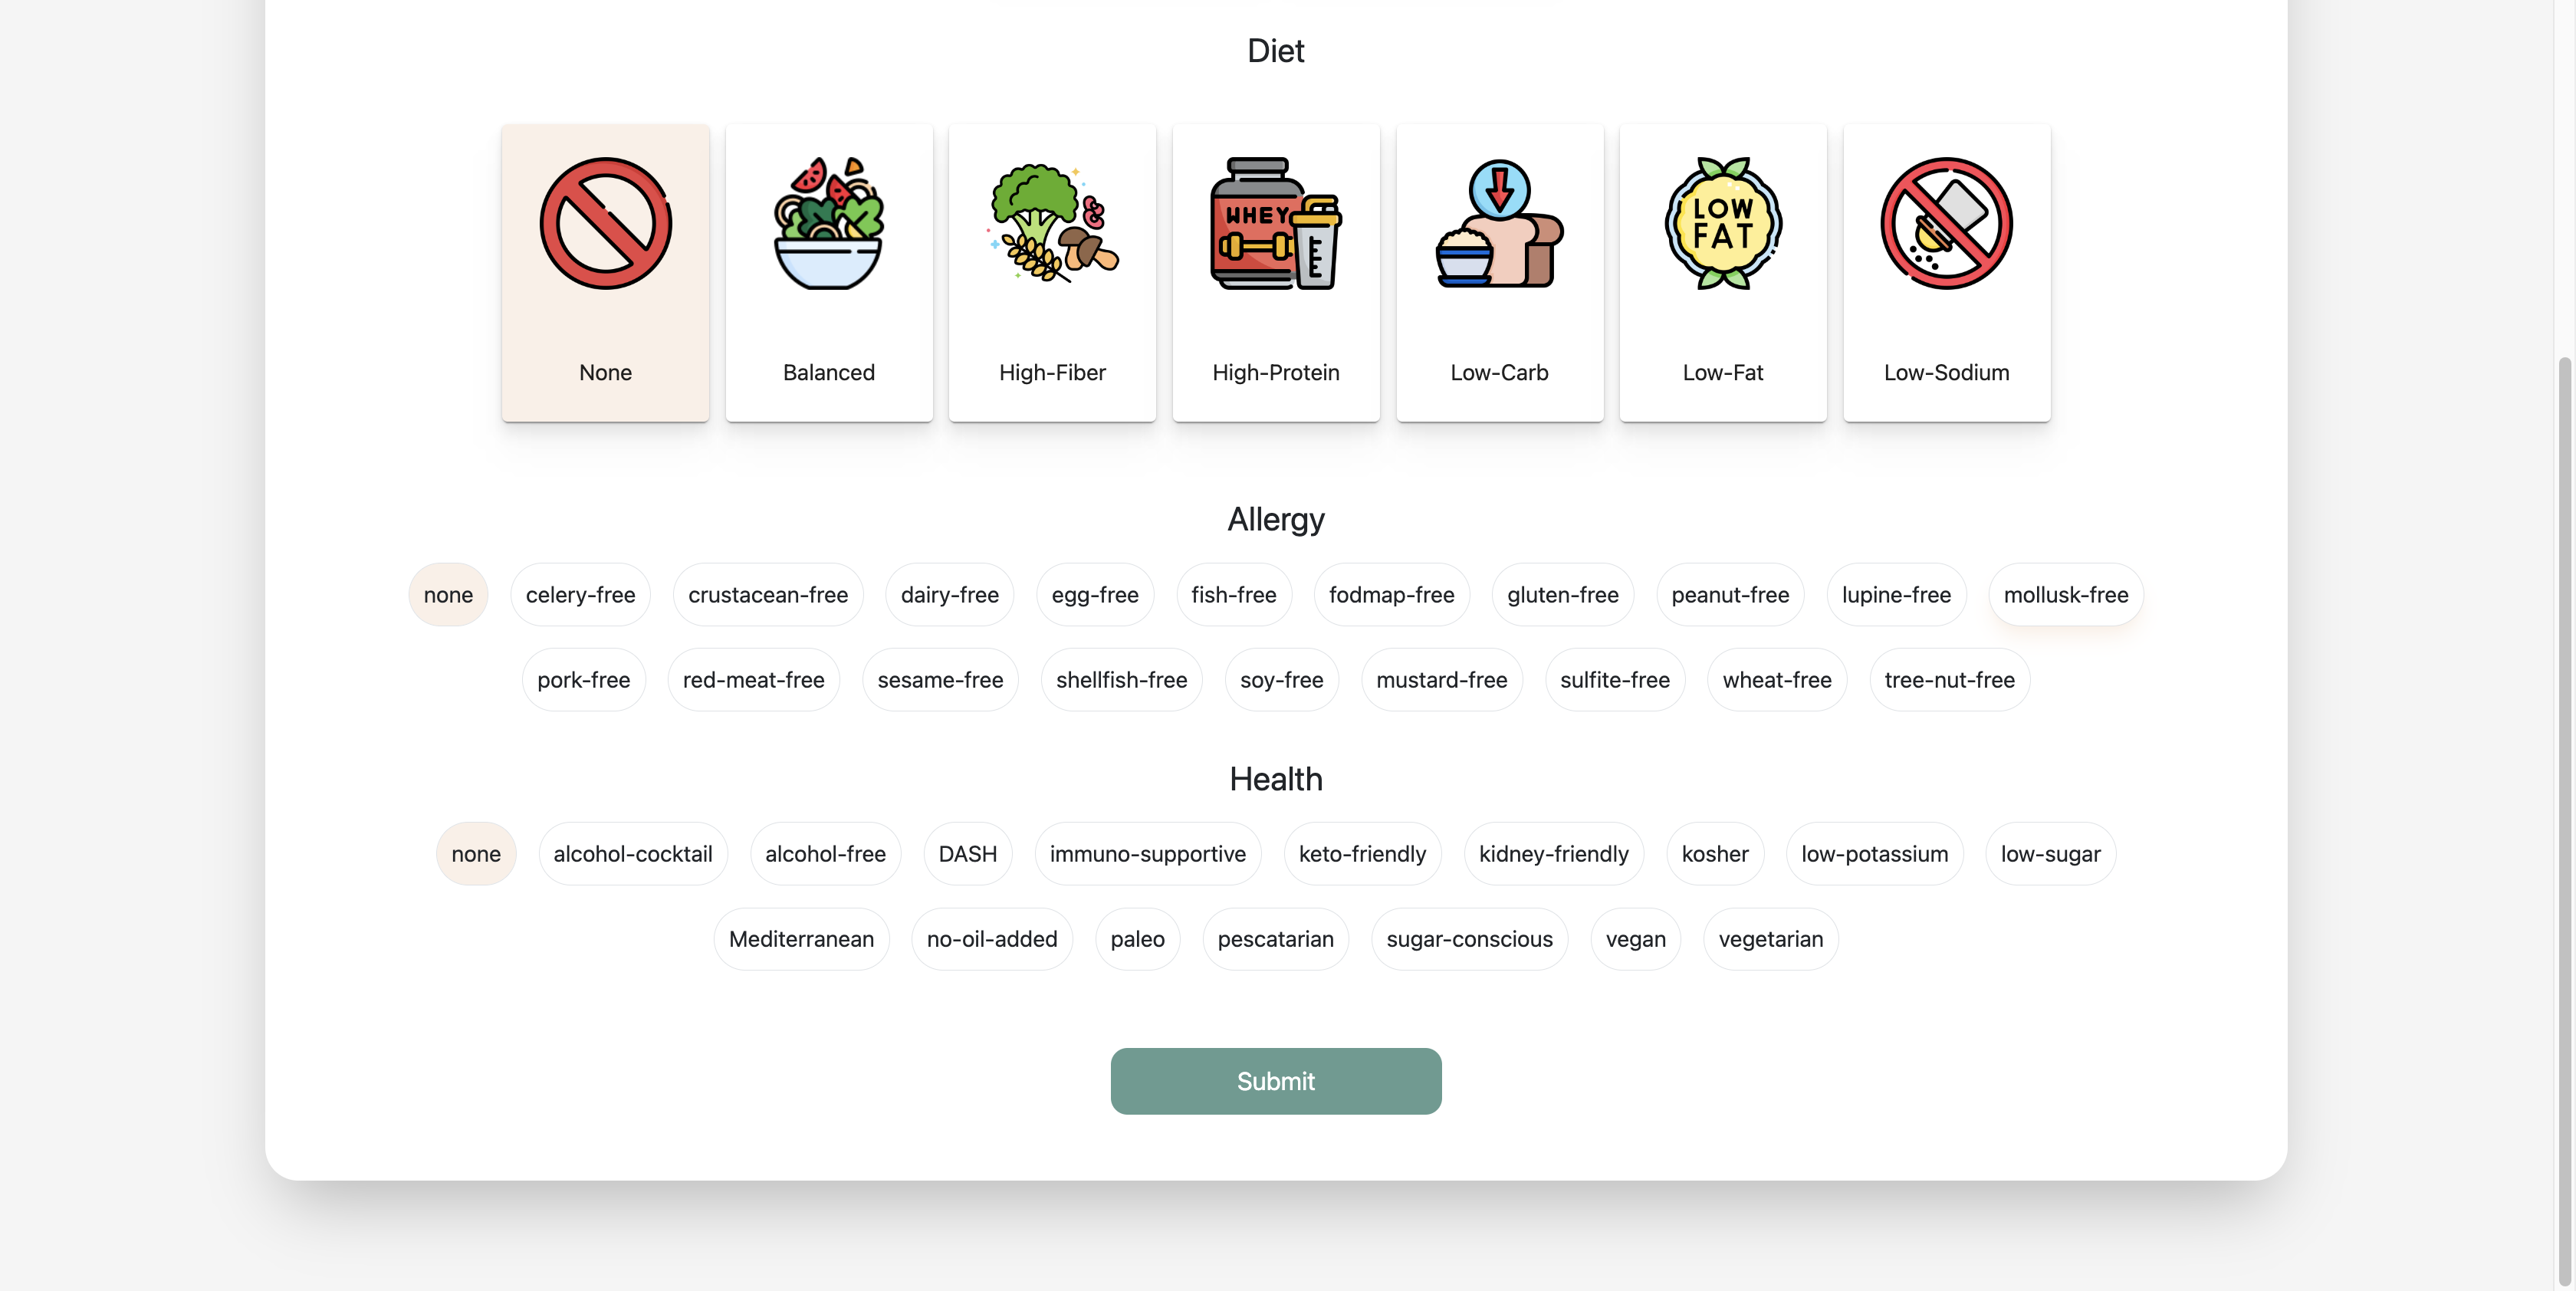 Diet
WHEY
LOW
FAT
None Balanced High-Fiber High-Protein Low-Carb Low-Fat Low-Sodium
Allergy
none celery-free crustacean-free dairy-free egg-free fish-free fodmap-free gluten-free peanut-free lupine-free mollusk-free
pork-free red-meat-free sesame-free shellfish-free soy-free mustard-free sulfite-free wheat-free tree-nut-free
Health
none alcohol-cocktail alcohol-free DASH immuno-supportive keto-friendly kidney-friendly kosher low-potassium low-sugar
Mediterranean no-oil-added paleo pescatarian sugar-conscious vegan vegetarian
Submit